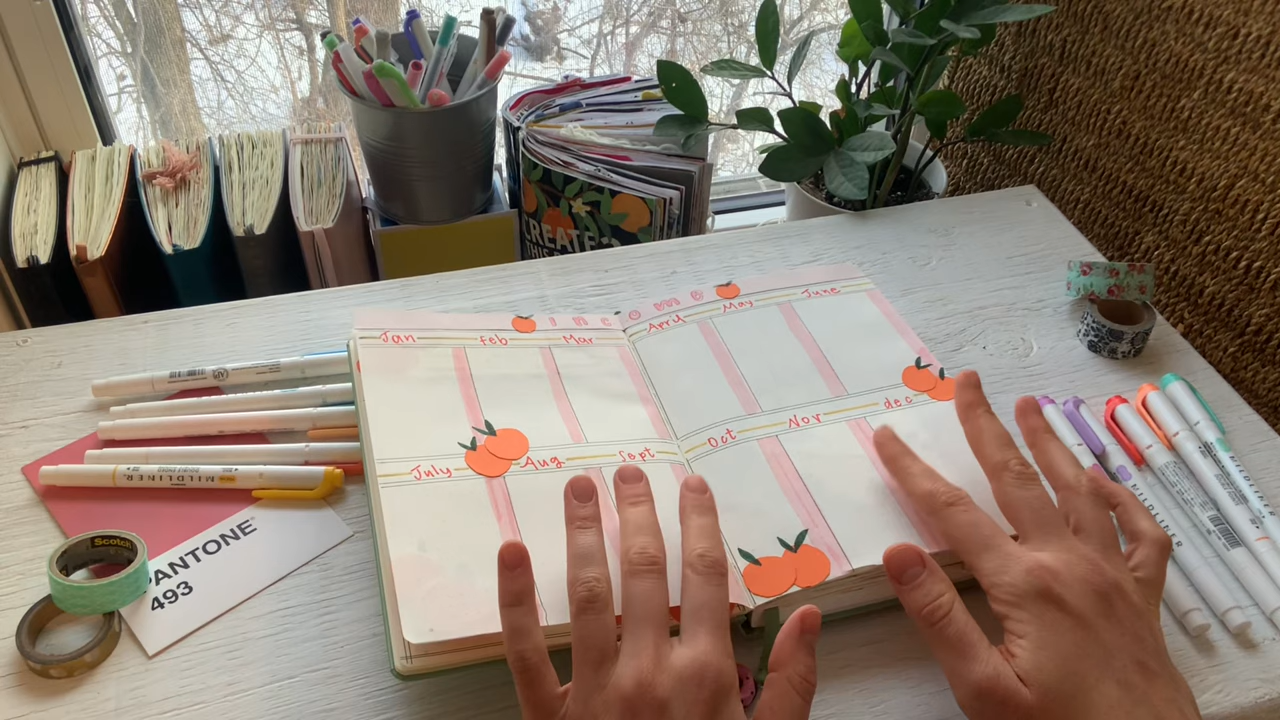 CREATE
THIS
income
Jan feb Mar April May June
July Aug Sept Oct Nov dec
MILDLINER
Scotch
PANTONE®
493
MILDLINER